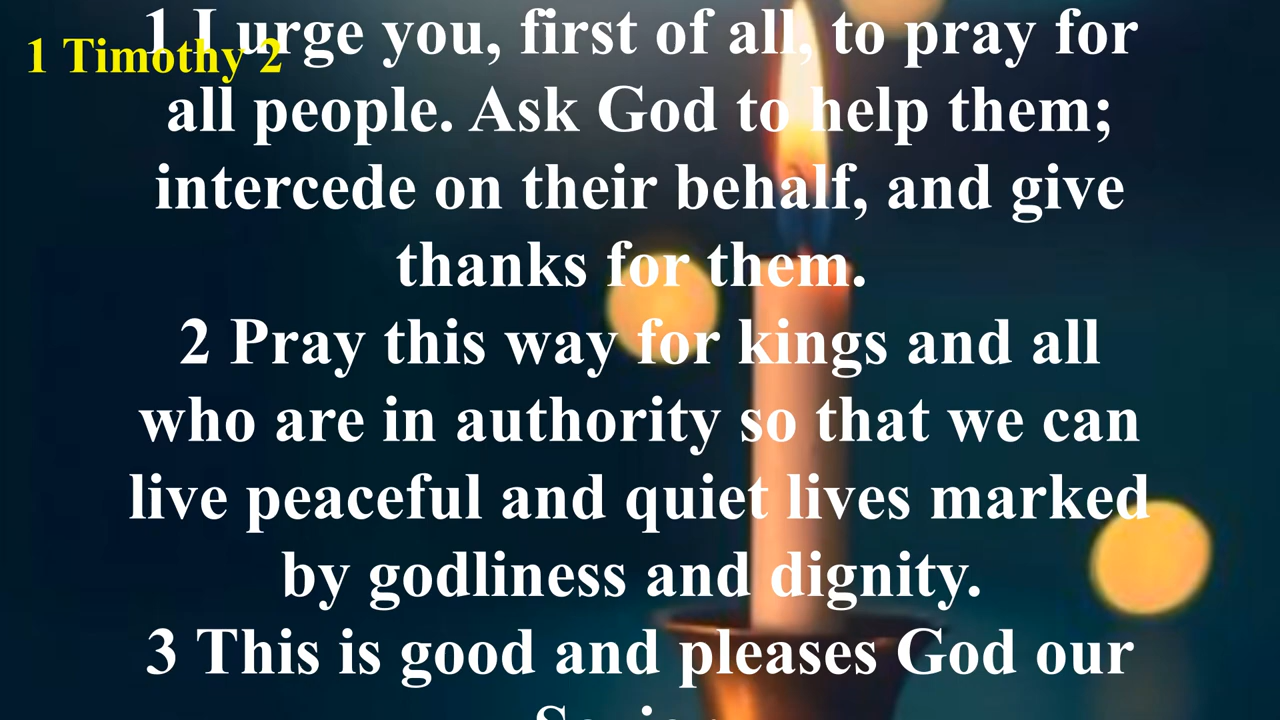 1 Timothy 2
1 I urge you, first of all, to pray for
all people. Ask God to help them;
intercede on their behalf, and give
thanks for them.
2 Pray this way for kings and all
who are in authority so that we can
live peaceful and quiet lives marked
by godliness and dignity.
3 This is good and pleases God our